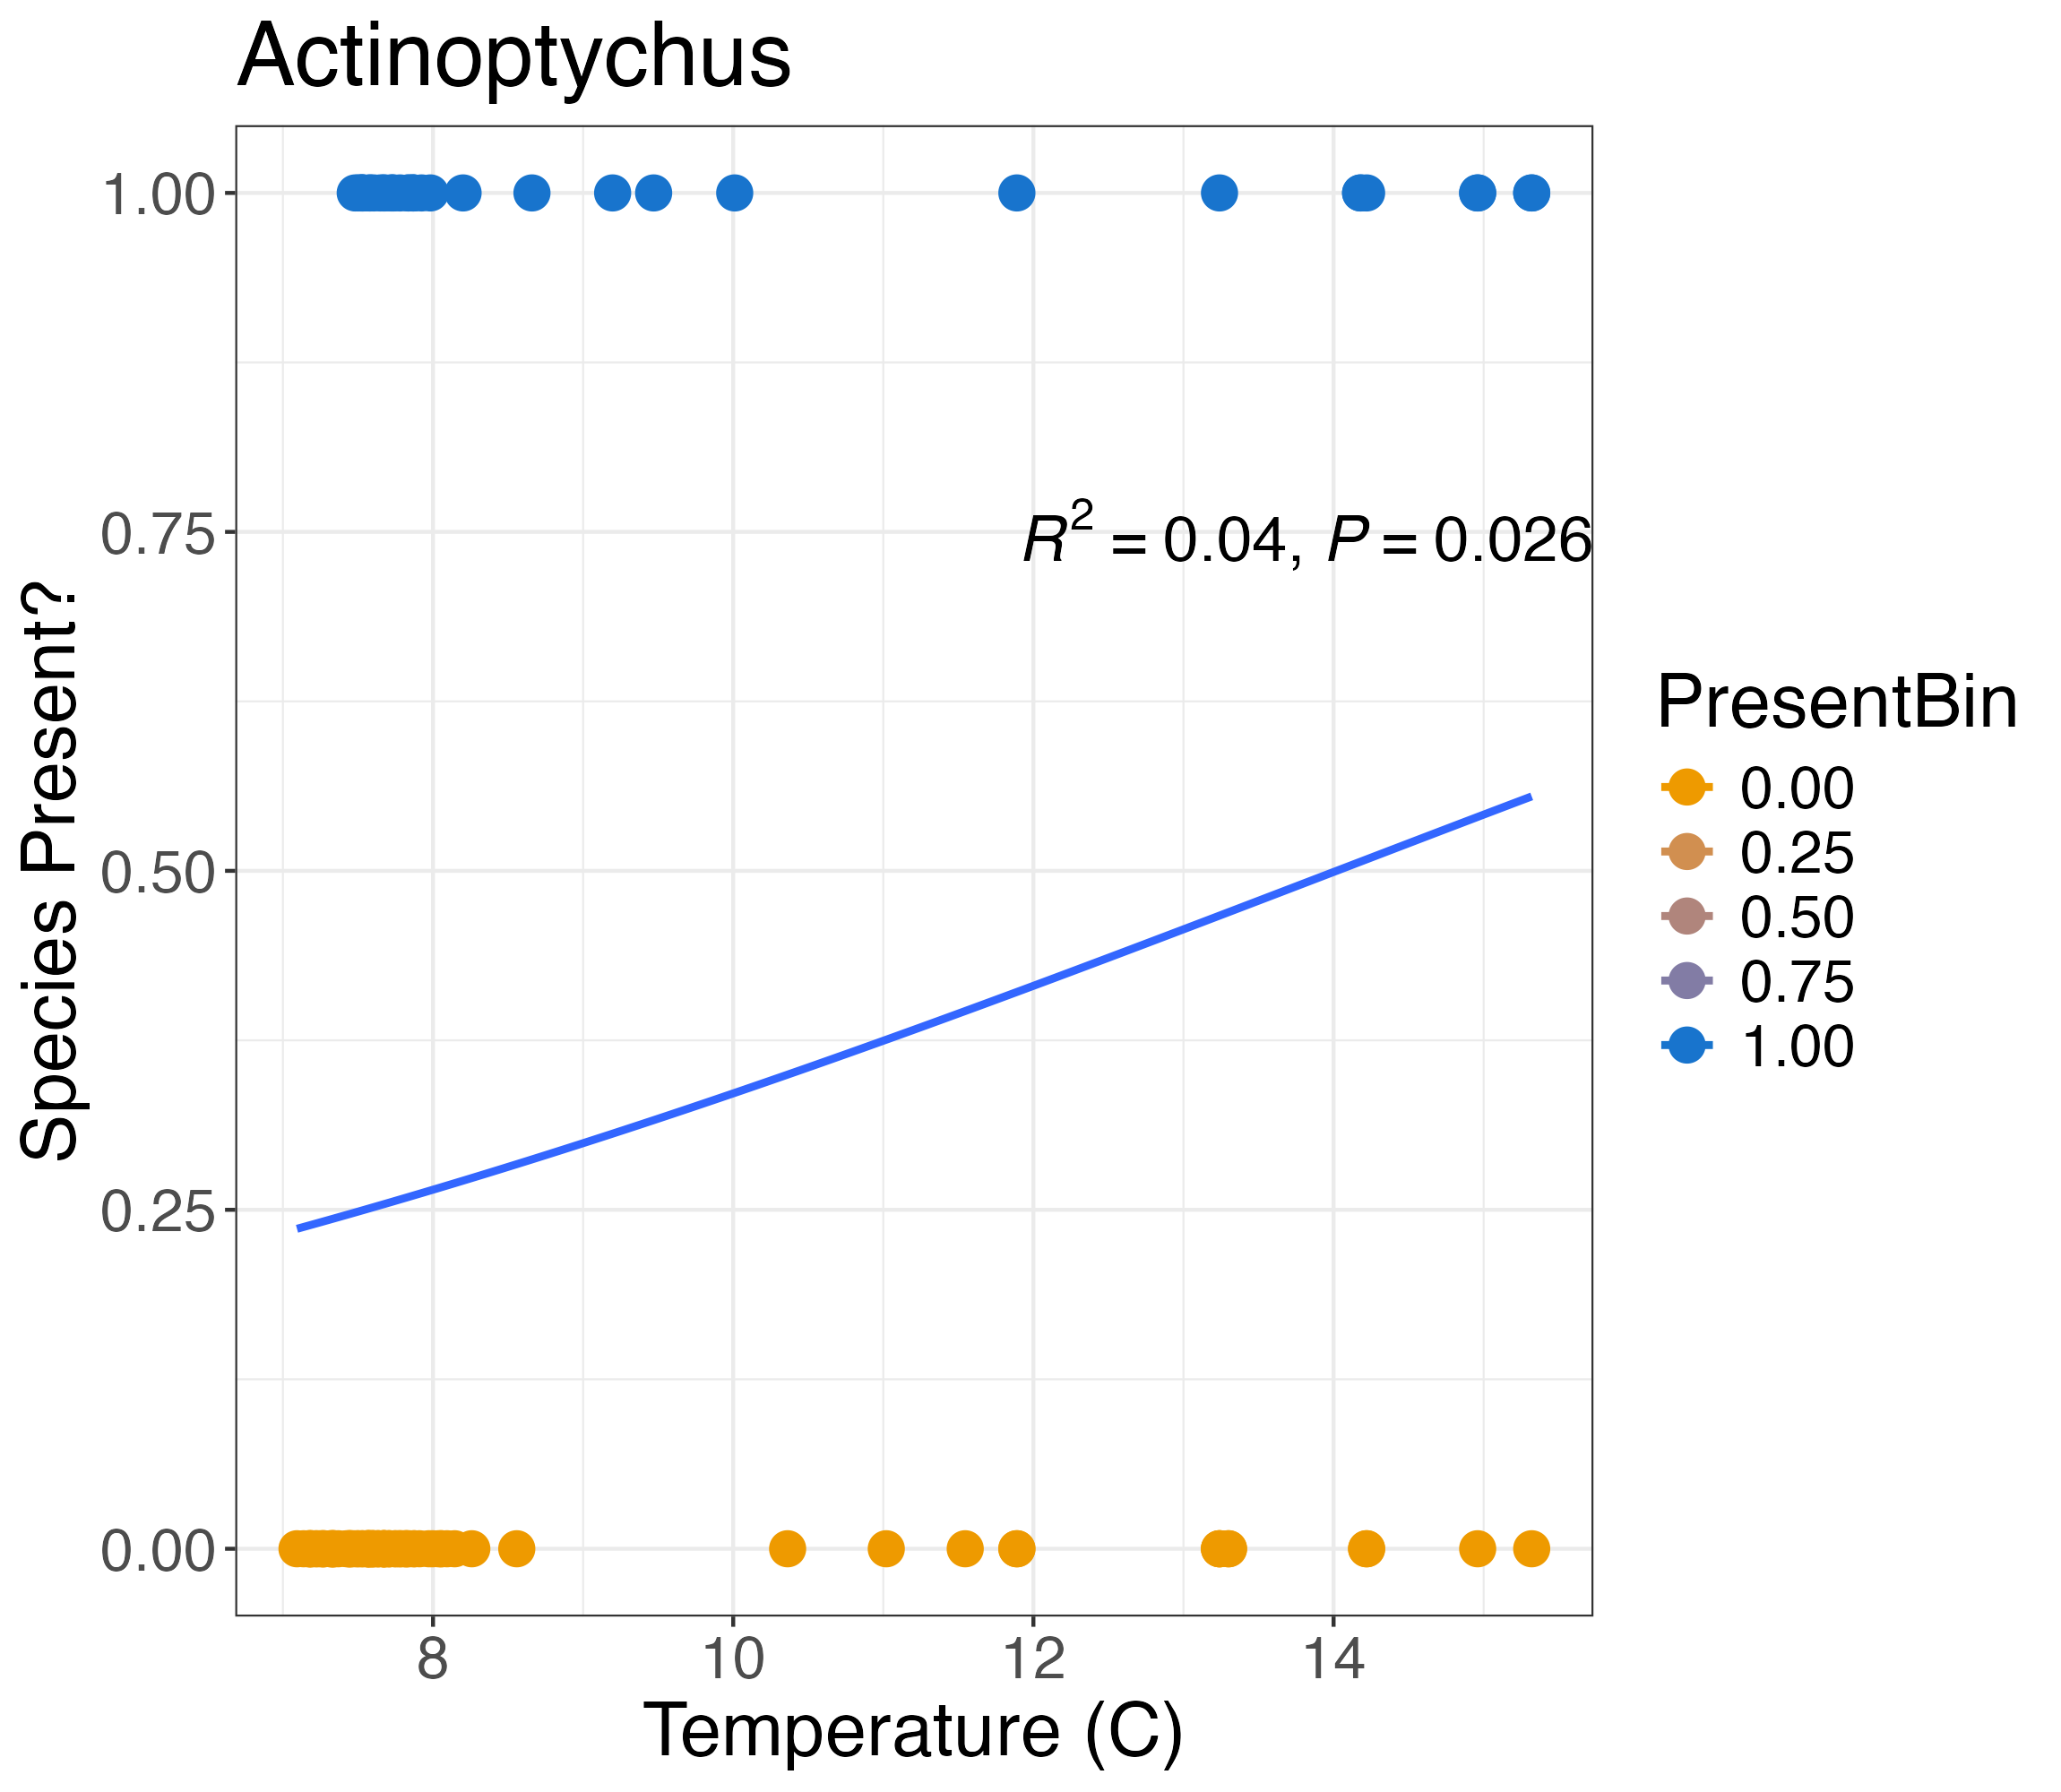 Actinoptychus
1.00
0.75
0.50
0.25
0.00
Species Present?
R² = 0.04, P = 0.026
8 10 12 14
Temperature (C)
PresentBin
0.00
0.25
0.50
0.75
1.00